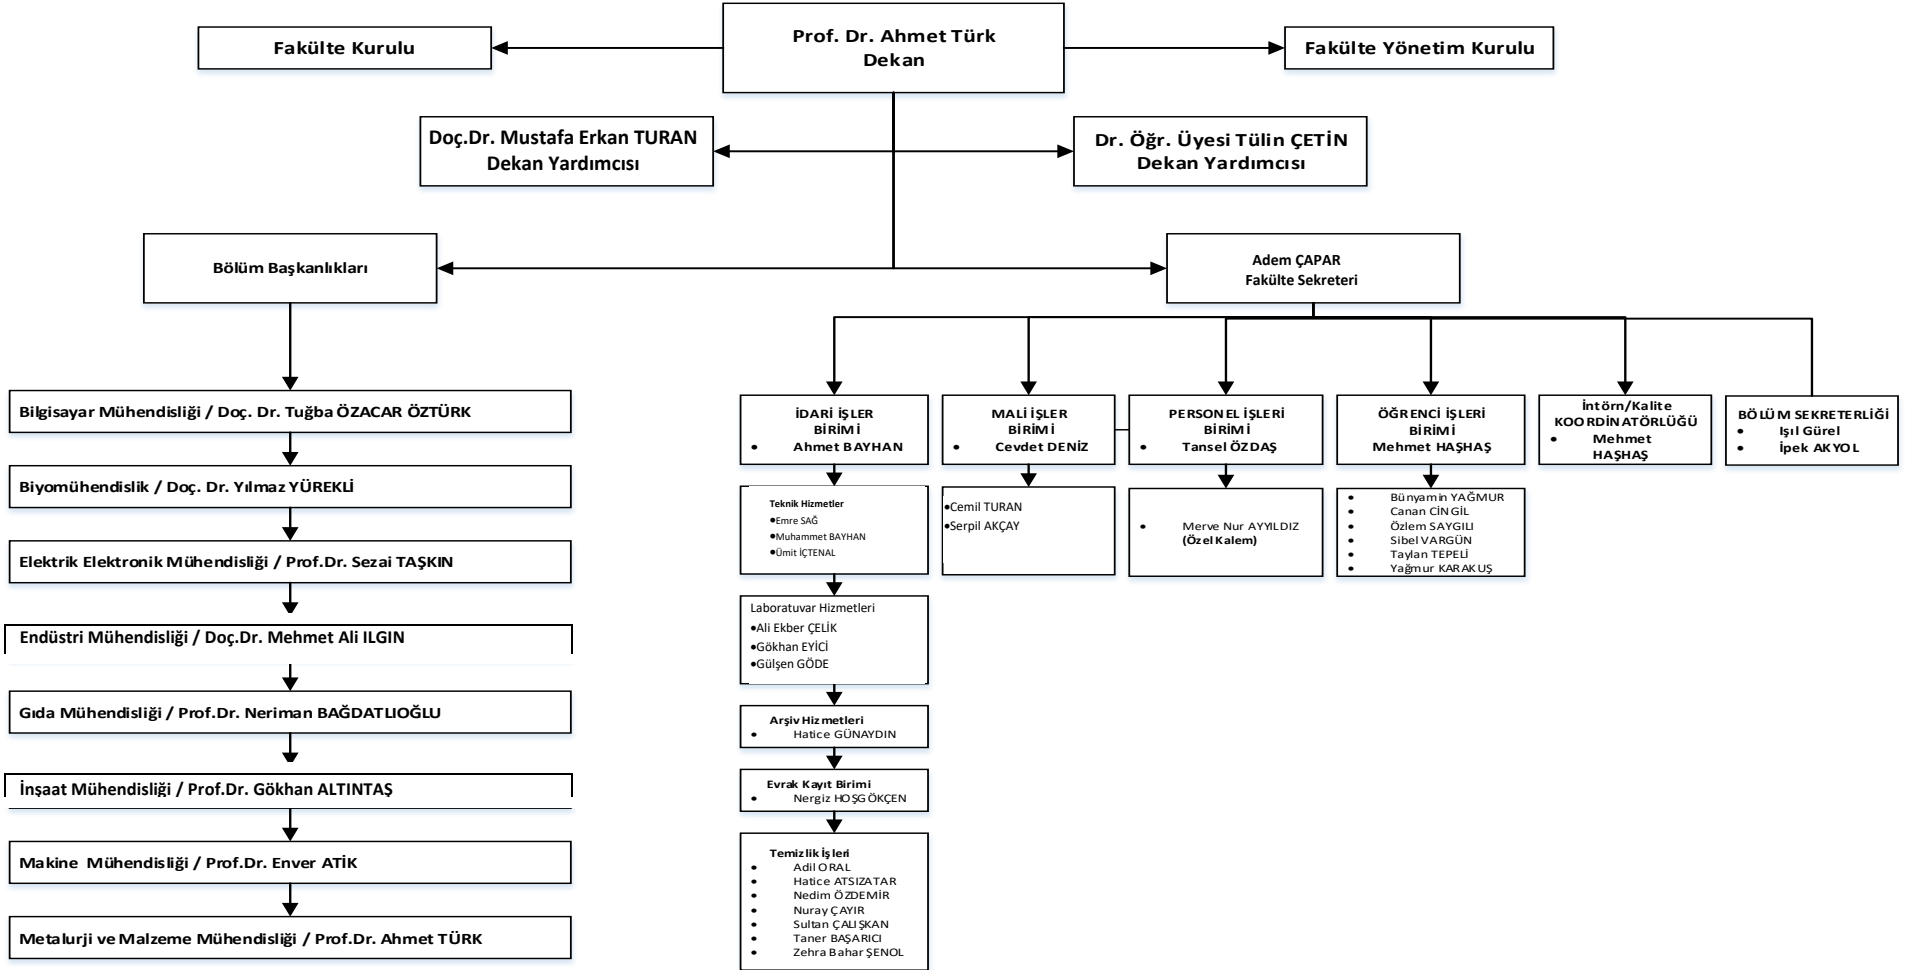 Fakülte Kurulu
Prof. Dr. Ahmet Türk
Dekan
Fakülte Yönetim Kurulu
Doç.Dr. Mustafa Erkan TURAN
Dekan Yardımcısı
Dr. Öğr. Üyesi Tülin ÇETİN
Dekan Yardımcısı
Bölüm Başkanlıkları
Adem ÇAPAR
Fakülte Sekreteri
Bilgisayar Mühendisliği / Doç. Dr. Tuğba ÖZACAR ÖZTÜRK
Biyomühendislik / Doç. Dr. Yılmaz YÜREKLİ
Elektrik Elektronik Mühendisliği / Prof.Dr. Sezai TAŞKIN
Endüstri Mühendisliği / Doç.Dr. Mehmet Ali ILGIN
Gıda Mühendisliği / Prof.Dr. Neriman BAĞDATLIOĞLU
İnşaat Mühendisliği / Prof.Dr. Gökhan ALTINTAŞ
Makine Mühendisliği / Prof.Dr. Enver ATİK
Metalurji ve Malzeme Mühendisliği / Prof.Dr. Ahmet TÜRK
İDARİ İŞLER
BİRİMİ
• Ahmet BAYHAN
Teknik Hizmetler
•Emre SAĞ
•Muhammet BAYHAN
•Ümit İÇTENAL
Laboratuvar Hizmetleri
•Ali Ekber ÇELİK
•Gökhan EYİCİ
•Gülşen GÖDE
Arşiv Hizmetleri
• Hatice GÜNAYDIN
Evrak Kayıt Birimi
• Nergiz HOŞGÖKÇEN
Temizlik İşleri
• Adil ORAL
• Hatice ATSIZATAR
• Nedim ÖZDEMİR
• Nuray ÇAYIR
• Sultan ÇALIŞKAN
• Taner BAŞARICI
• Zehra Bahar ŞENOL
MALİ İŞLER
BİRİMİ
• Cevdet DENİZ
•Cemil TURAN
•Serpil AKÇAY
PERSONEL İŞLERİ
BİRİMİ
• Tansel ÖZDAŞ
• Merve Nur AYYILDIZ
(Özel Kalem)
ÖĞRENCİ İŞLERİ
BİRİMİ
Mehmet HAŞHAŞ
• Bünyamin YAĞMUR
• Canan CİNGİL
• Özlem SAYGILI
• Sibel VARGÜN
• Taylan TEPELİ
• Yağmur KARAKUŞ
İntörn/Kalite
KOORDİNATÖRLÜĞÜ
• Mehmet
HAŞHAŞ
BÖLÜM SEKRETERLİĞİ
• Işıl Gürel
• İpek AKYOL